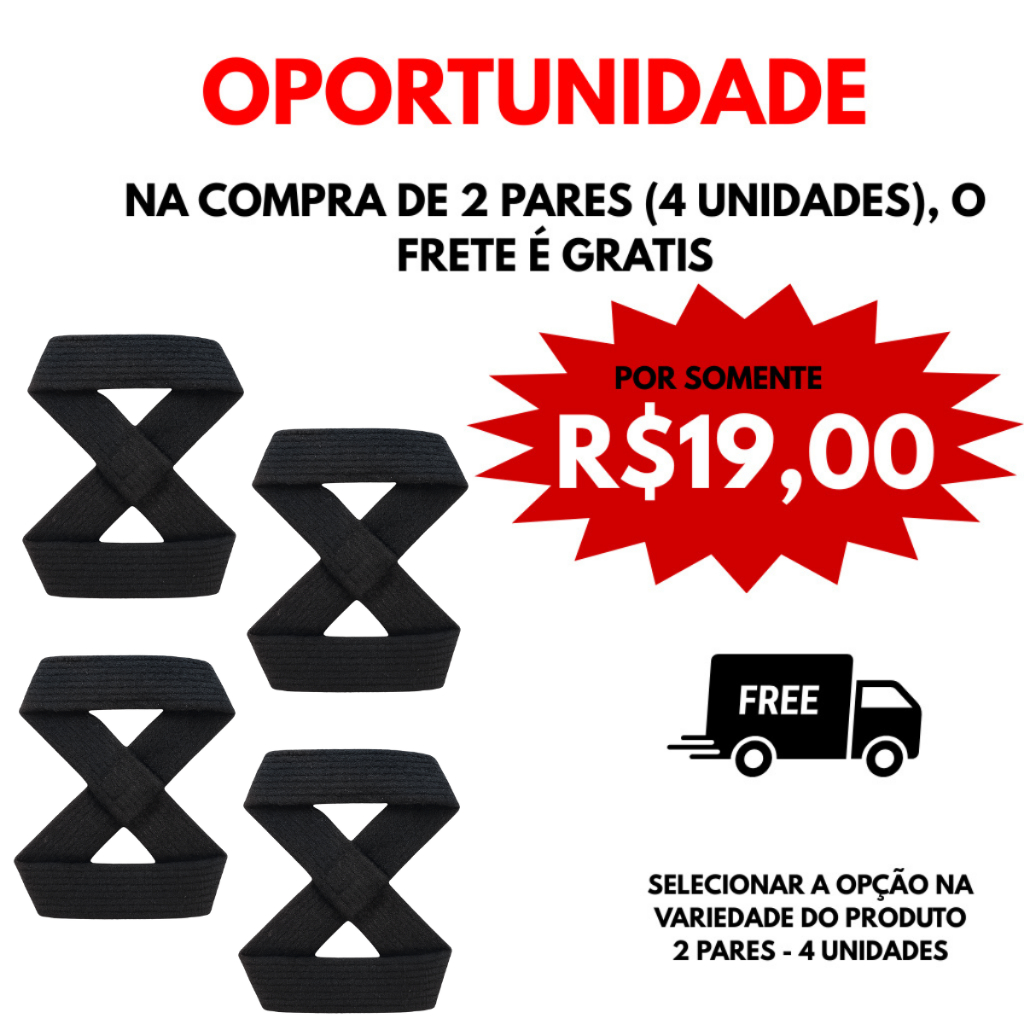 OPORTUNIDADE
NA COMPRA DE 2 PARES (4 UNIDADES), O
FRETE É GRATIS
POR SOMENTE
R$19,00
FREE
SELECIONAR A OPÇÃO NA
VARIEDADE DO PRODUTO
2 PARES - 4 UNIDADES